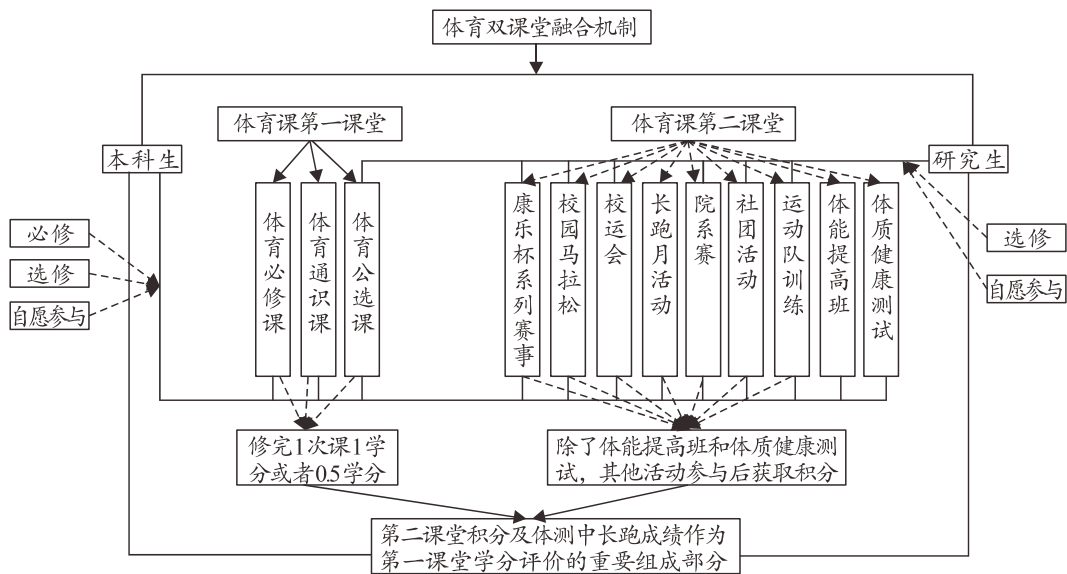 体育双课堂融合机制
体育课第一课堂
体育课第二课堂
本科生
研究生
必修
选修
自愿参与
体育必修课
体育通识课
体育公选课
康乐杯系列赛事
校园马拉松
校运会
长跑月活动
院系赛
社团活动
运动队训练
体能提高班
体质健康测试
选修
自愿参与
修完1次课1学
分或者0.5学分
除了体能提高班和体质健康测
试，其他活动参与后获取积分
第二课堂积分及体测中长跑成绩作为
第一课堂学分评价的重要组成部分